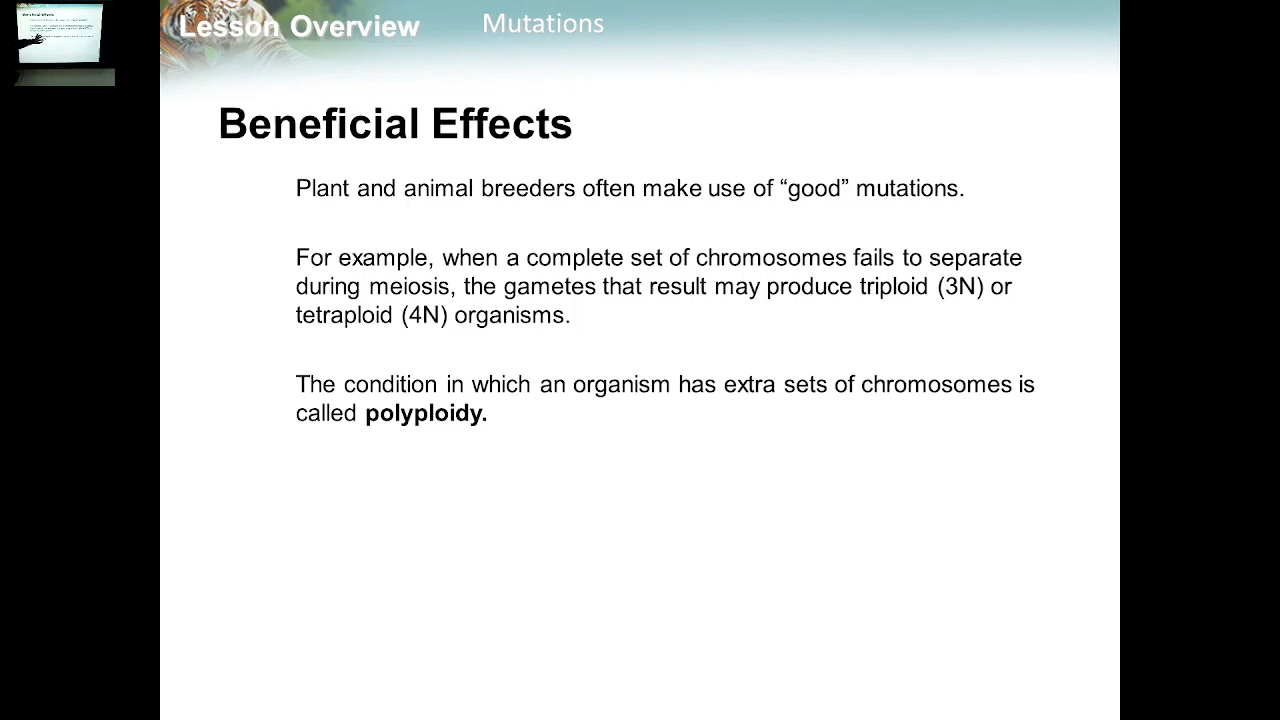 Lesson Overview Mutations
Beneficial Effects
Plant and animal breeders often make use of “good” mutations.
For example, when a complete set of chromosomes fails to separate
during meiosis, the gametes that result may produce triploid (3N) or
tetraploid (4N) organisms.
The condition in which an organism has extra sets of chromosomes is
called polyploidy.